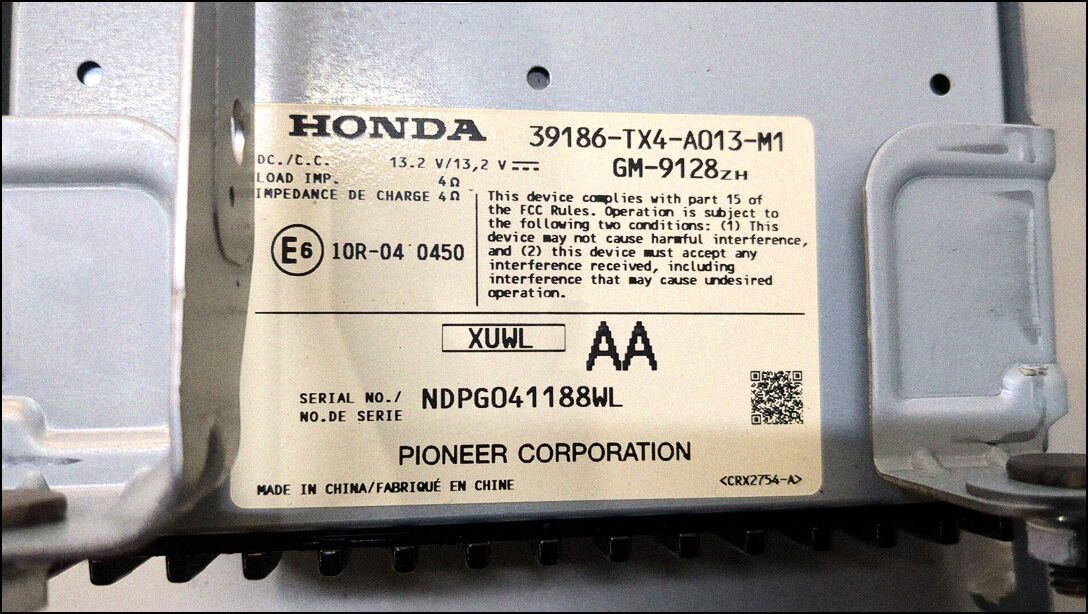 HONDA
39186-TX4-A013-M1
GM-9128ZH
DC./C.C. 13.2 V/13,2 V
LOAD IMP. 4Ω
IMPEDANCE DE CHARGE 4Ω
E6 10R-04 0450
This device complies with part 15 of
the FCC Rules. Operation is subject to
the following two conditions: (1) This
device may not cause harmful interference,
and (2) this device must accept any
interference received, including
interference that may cause undesired
operation.
XUWL AA
SERIAL NO./
NO.DE SERIE
NDPG041188WL
PIONEER CORPORATION
MADE IN CHINA/FABRIQUÉ EN CHINE
<CRX2754-A>